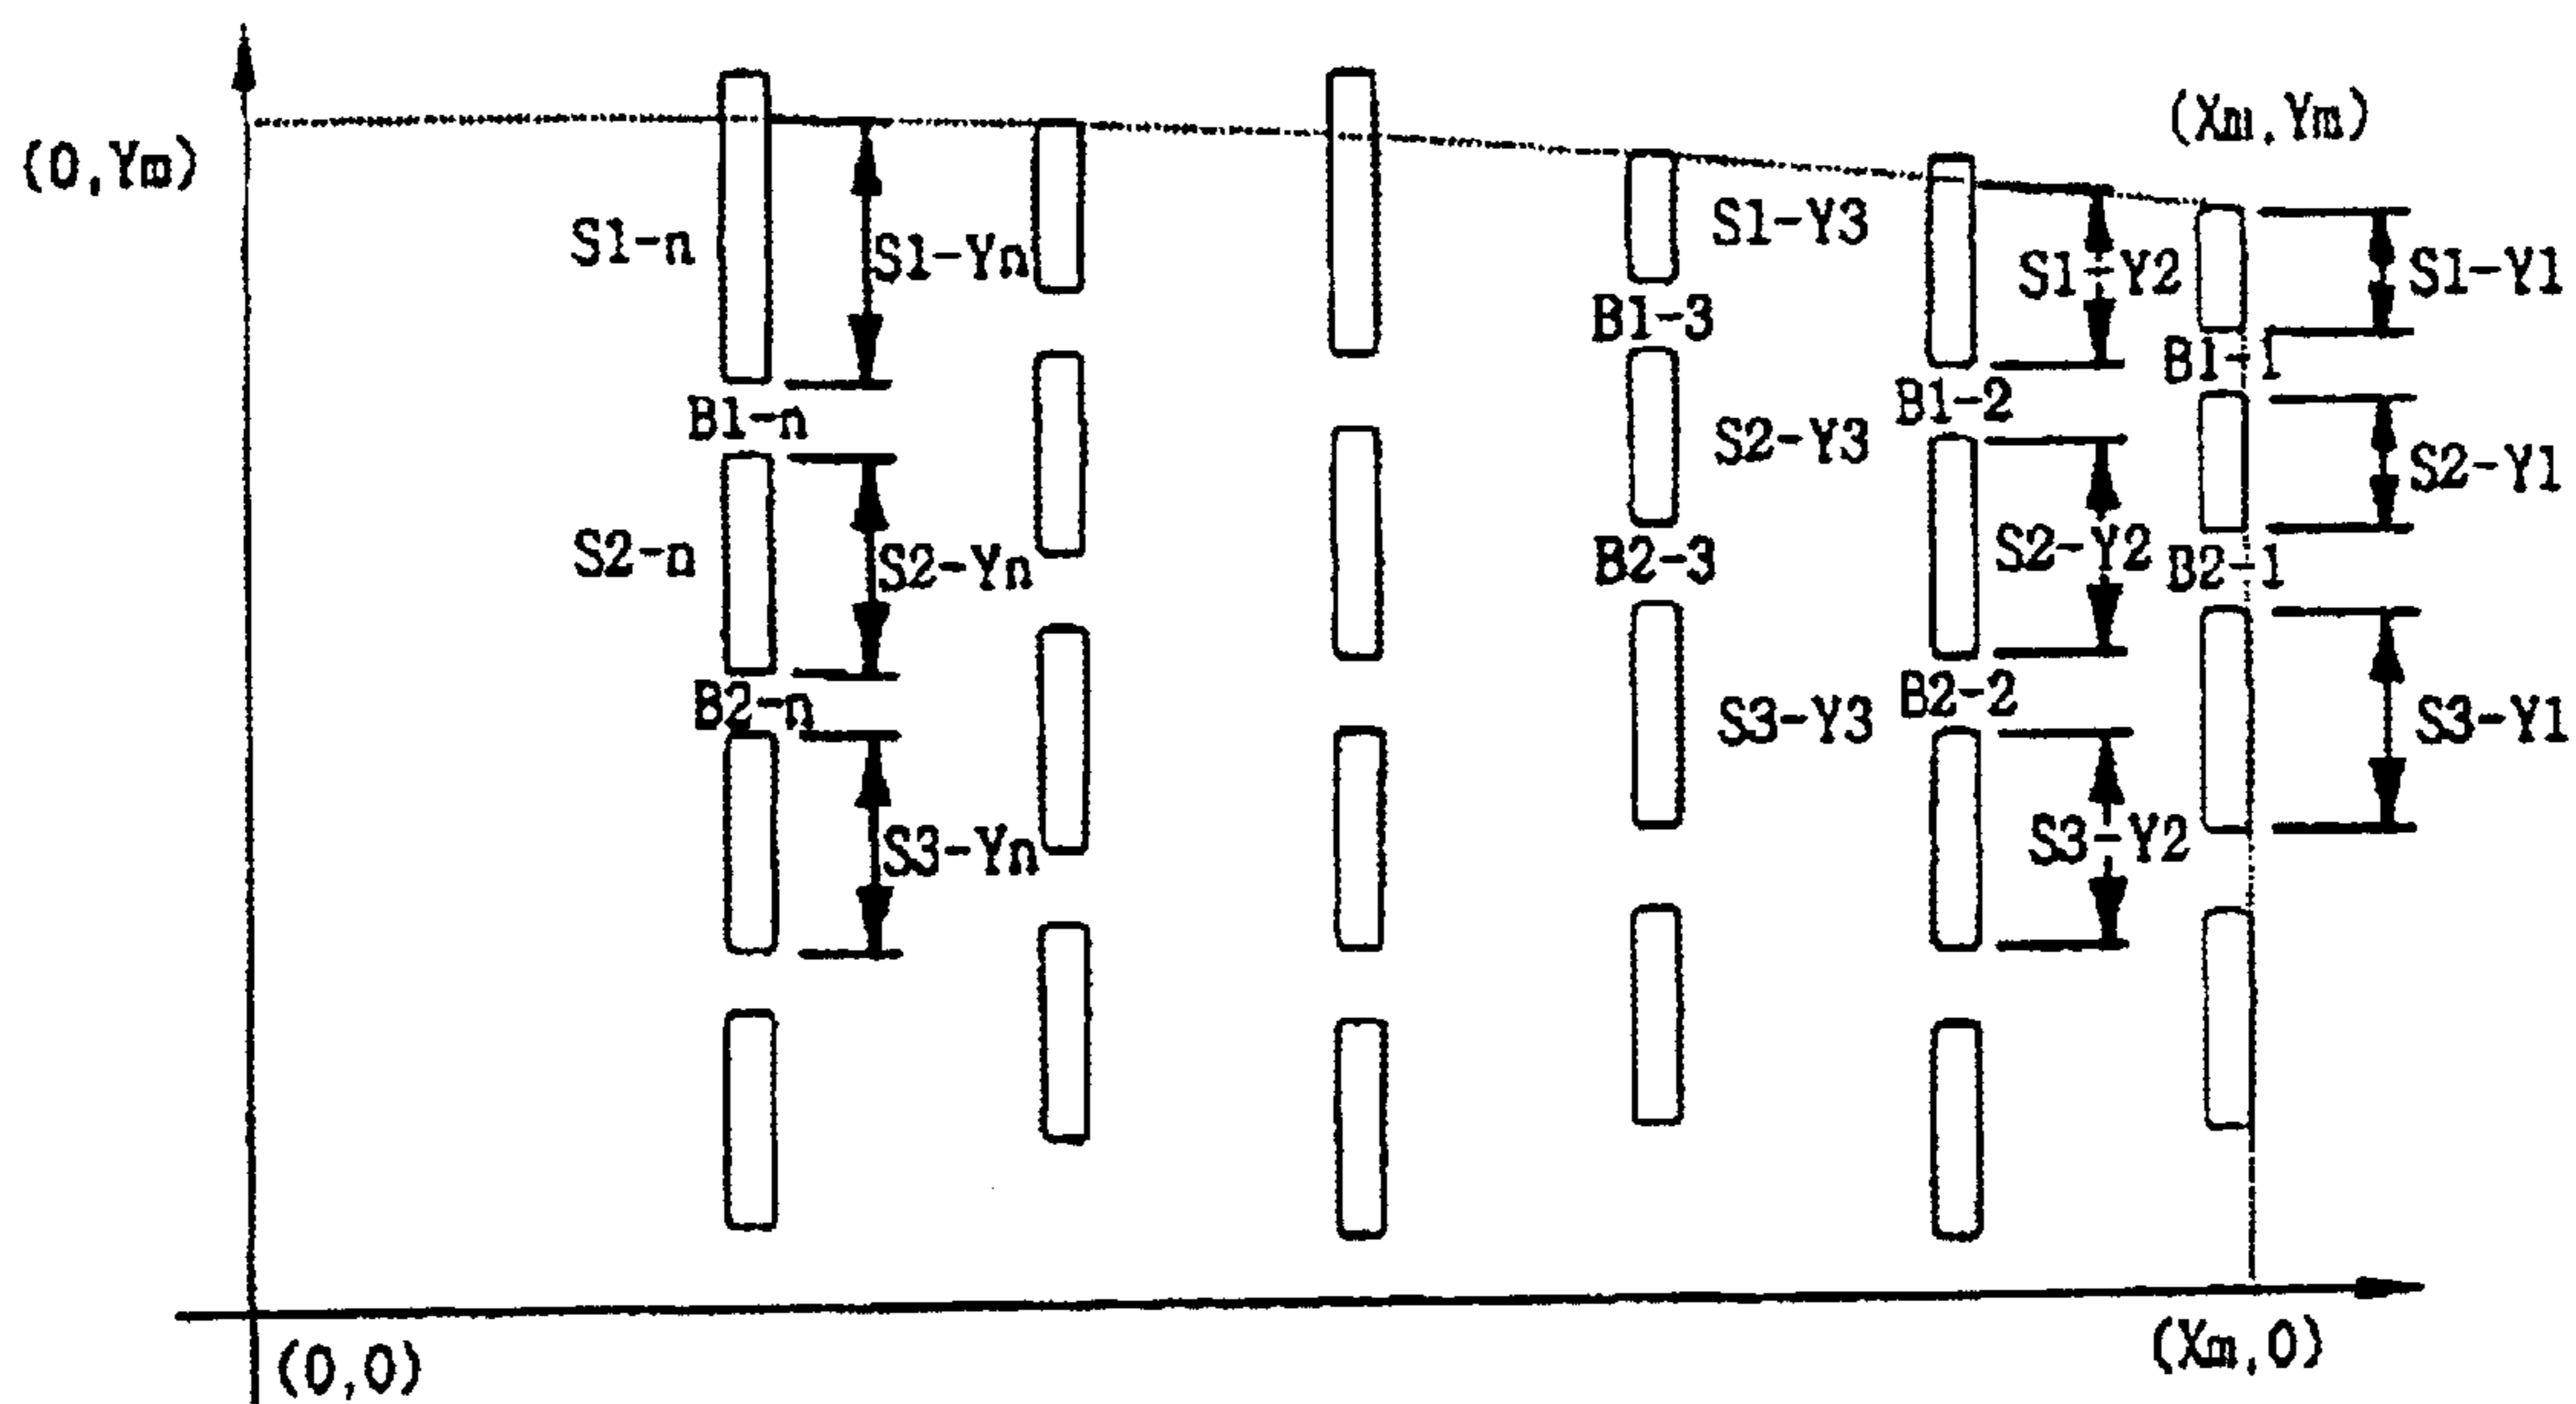 (Xm,Ym)
(0,Ym)
S1-n
S1-Yn
S1-Y3
S1-Y2
S1-Y1
B1-3
B1-1
B1-n
B1-2
S2-Y3
S2-Y1
S2-n
S2-Yn
B2-3
S2-Y2
B2-1
B2-n
S3-Y3
B2-2
S3-Y1
S3-Yn
S3-Y2
(0,0)
(Xm,0)